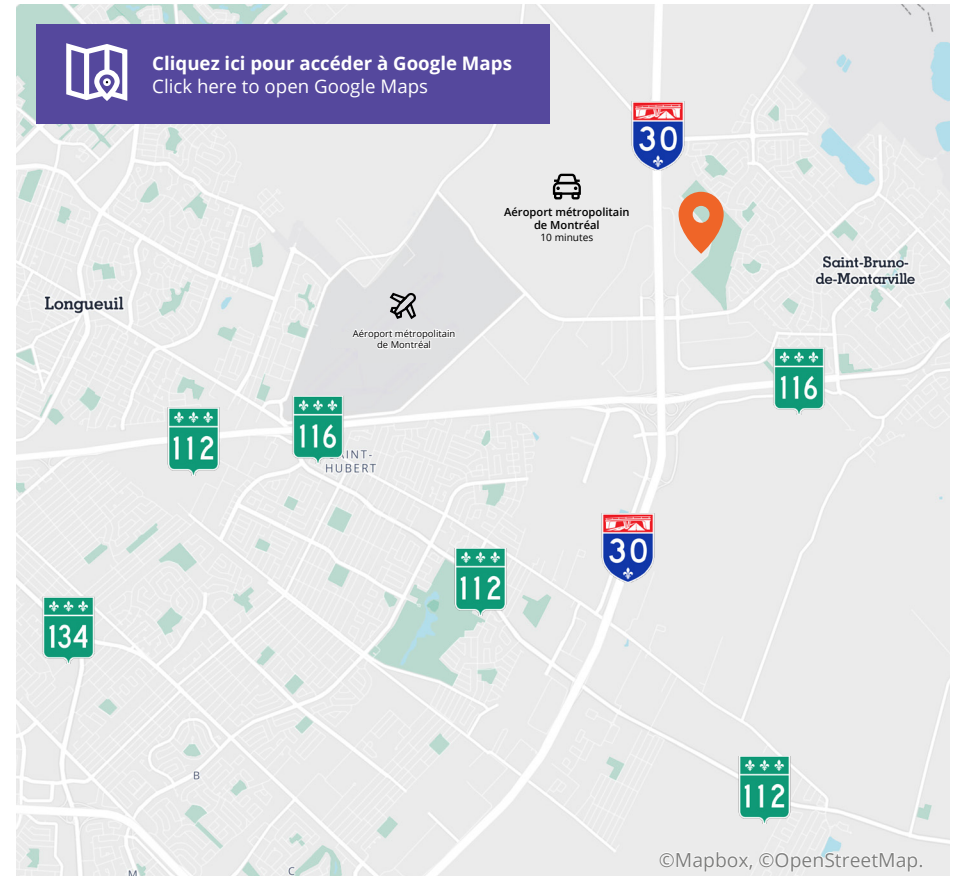 Cliquez ici pour accéder à Google Maps
Click here to open Google Maps
30
Aéroport métropolitain
de Montréal
10 minutes
Saint-Bruno-
de-Montarville
Longueuil
Aéroport métropolitain
de Montréal
116
112
116
INT-
HUBERT
30
112
134
B
112
M
C
©Mapbox, ©OpenStreetMap.